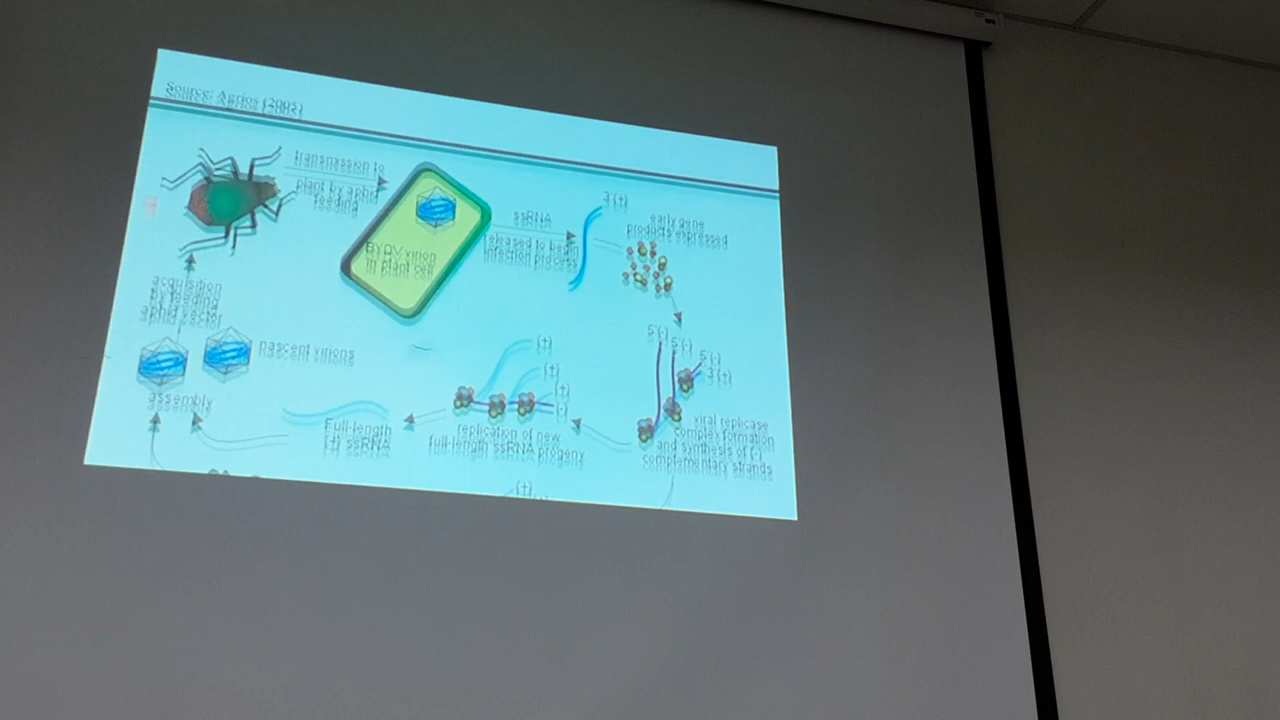 Source: Agrios (2005)
transmission to
plant by aphid
feeding
BYDV virion
in plant cell
ssRNA
released to begin
infection process
3'(+)
early gene
products expressed
5'(-)
5'(-)
5'(-)
3'(+)
viral replicase
complex formation
and synthesis of (-)
complementary strands
(+)
(+)
(+)
(-)
replication of new
full-length ssRNA progeny
Full-length
(+) ssRNA
assembly
nascent virions
acquisition
by feeding
aphid vector
(+)